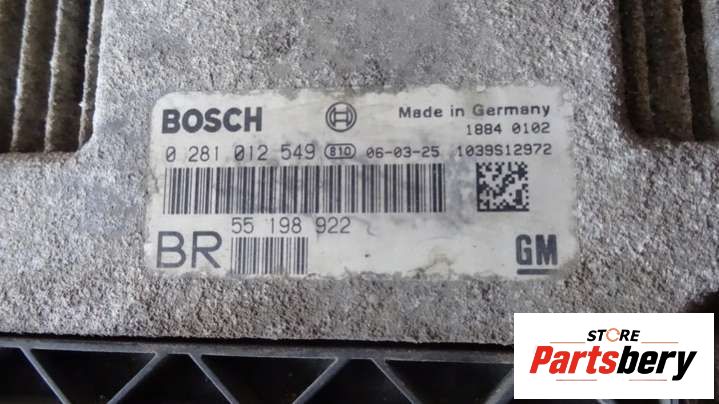 BOSCH Made in Germany
1884 0102
0 281 012 549 810 06-03-25 1039S12972
55 198 922
BR GM
STORE
Partsbery